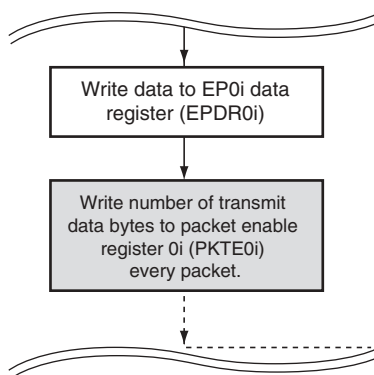 Write data to EP0i data
register (EPDR0i)
Write number of transmit
data bytes to packet enable
register 0i (PKTE0i)
every packet.